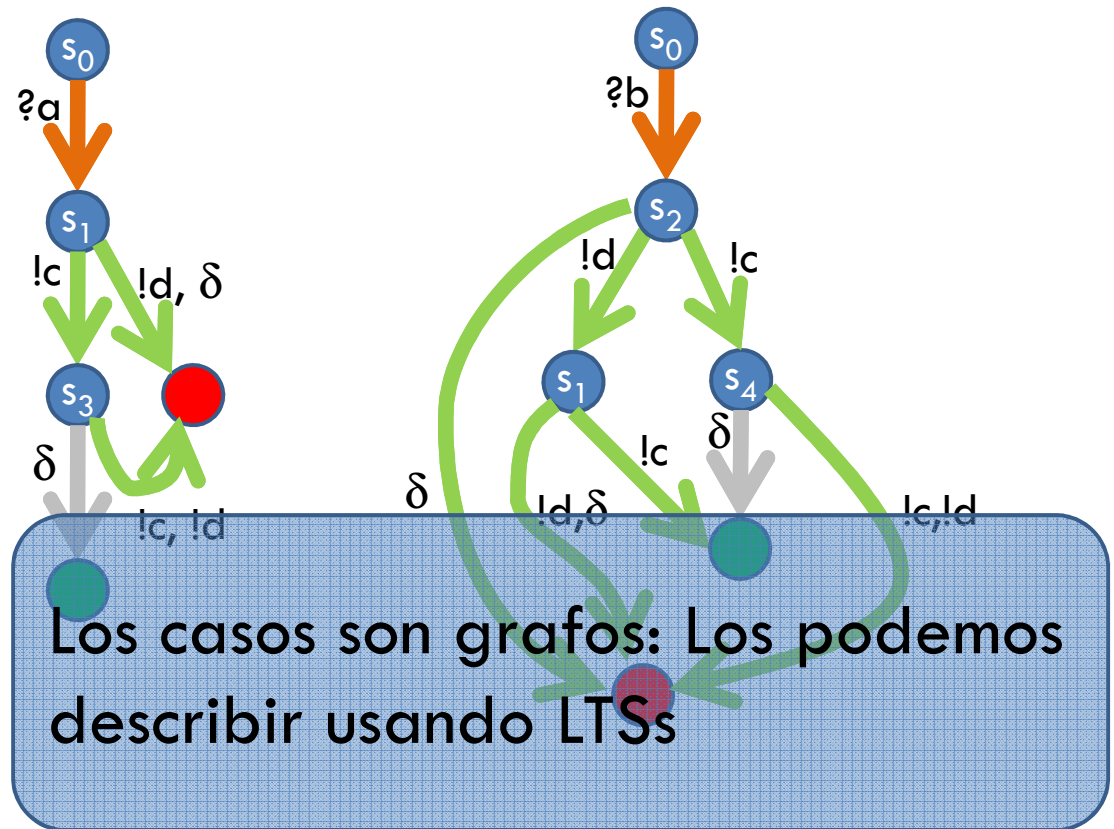 s0
s0
?a
?b
s1
s2
!c
!d, δ
!d
!c
s3
s1
s4
δ
!c
δ
δ
!c, !d
!d,δ
!c,!d
Los casos son grafos: Los podemos
describir usando LTSs